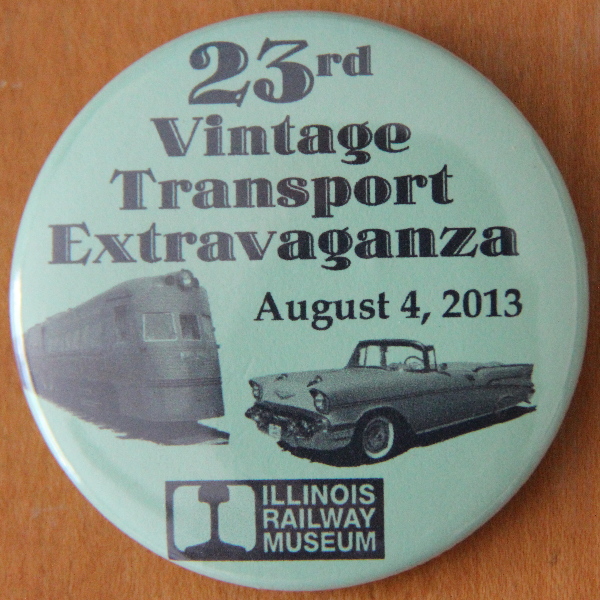 23rd
Vintage
Transport
Extravaganza
August 4, 2013
ILLINOIS
RAILWAY
MUSEUM